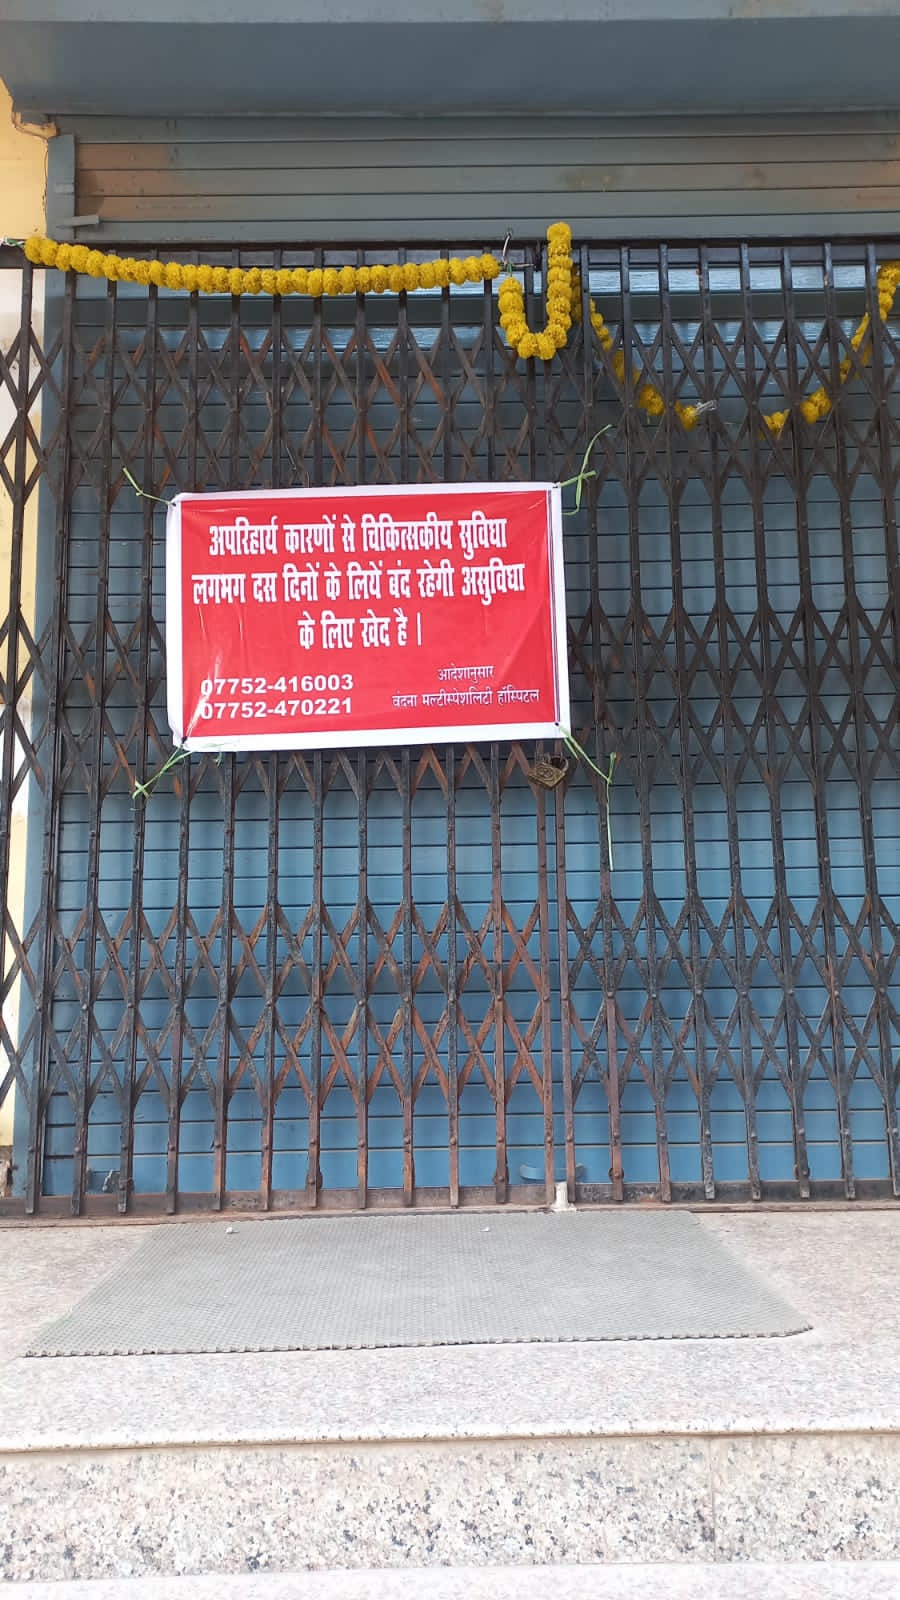 अपरिहार्य कारणों से चिकित्सकीय सुविधा
लगभग दस दिनों के लियें बंद रहेगी असुविधा
के लिए खेद है।
07752-416003
07752-470221
आदेशानुसार
वंदना मल्टीस्पेशलिटी हॉस्पिटल